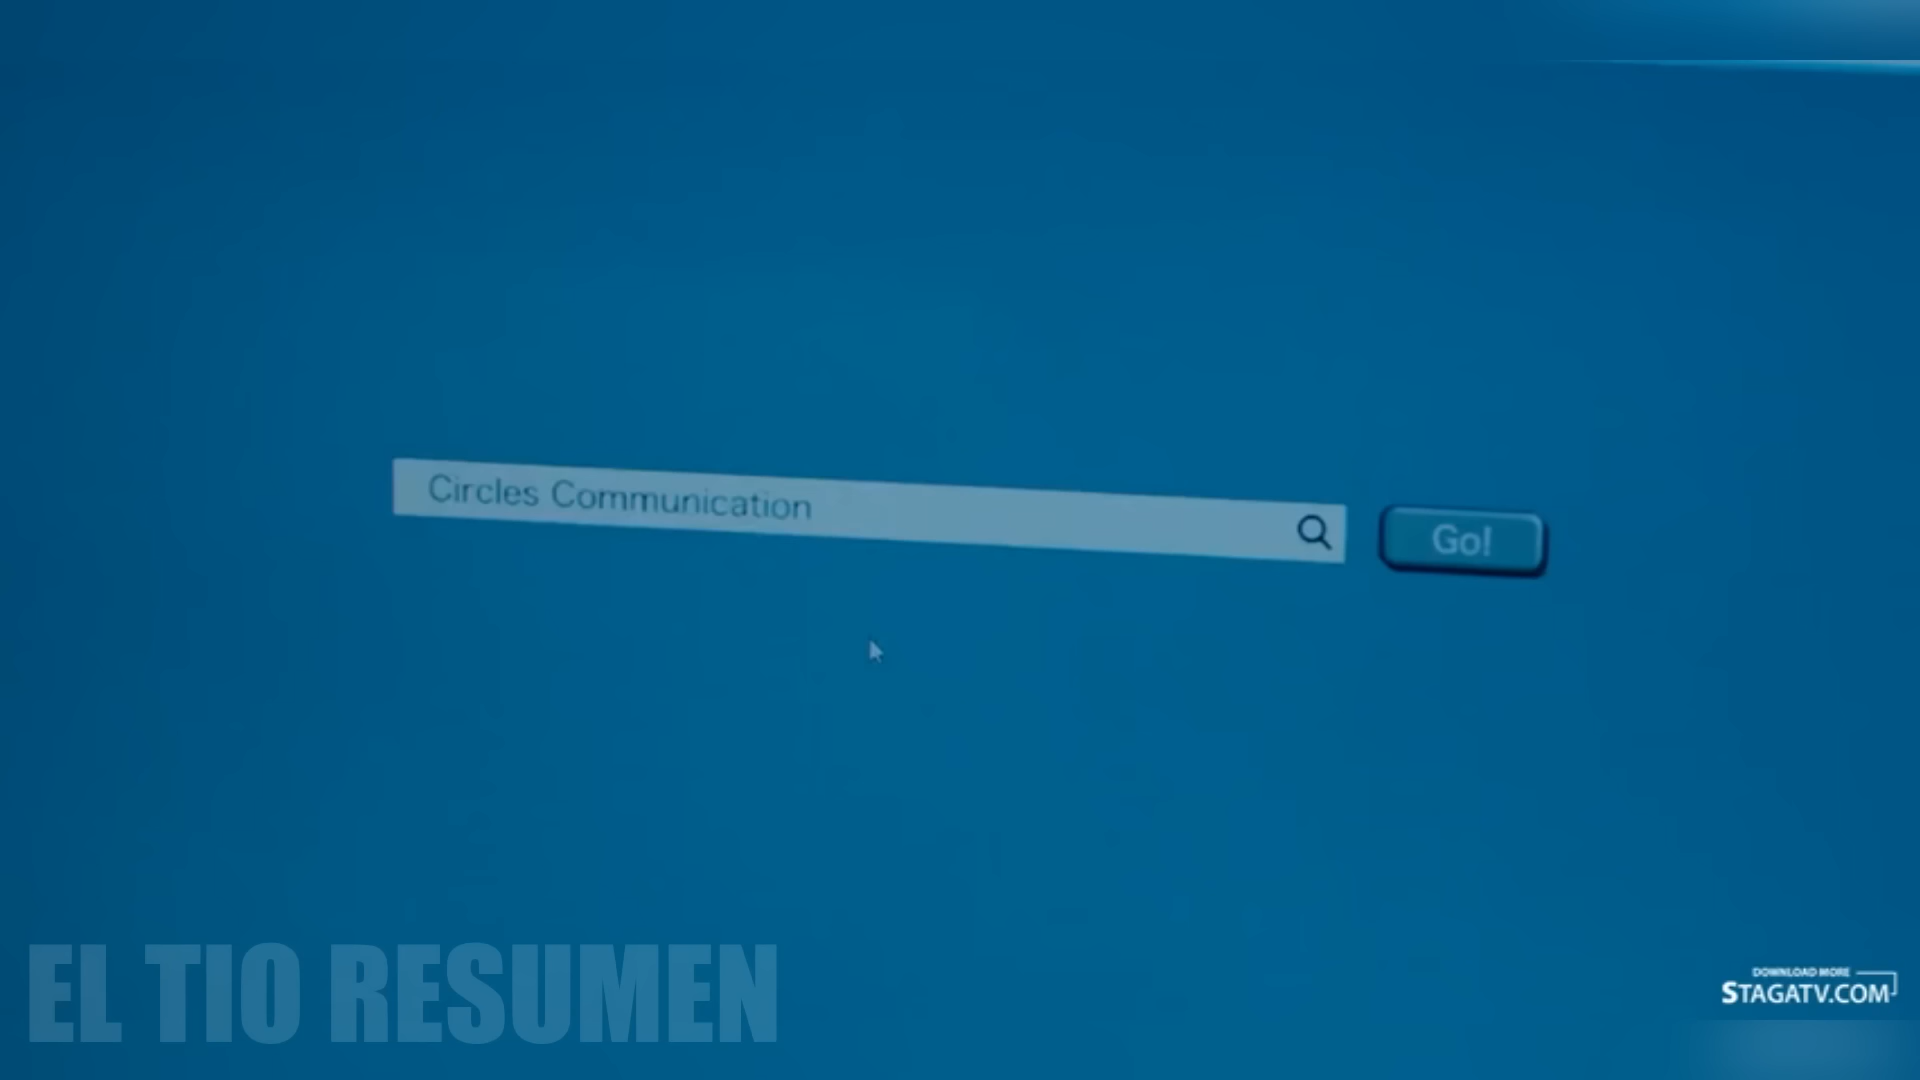 Circles Communication
Go!
EL TIO RESUMEN
DOWNLOAD MORE
STAGATV.COM